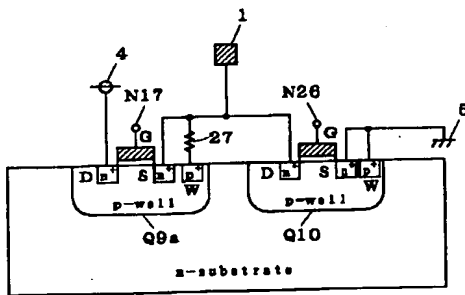 1
4
N17
N26
G
G
27
5
D n+ S n+ p+ D n+ S n+ p+
W
W
p-well
p-well
Q9a
Q10
n-substrate